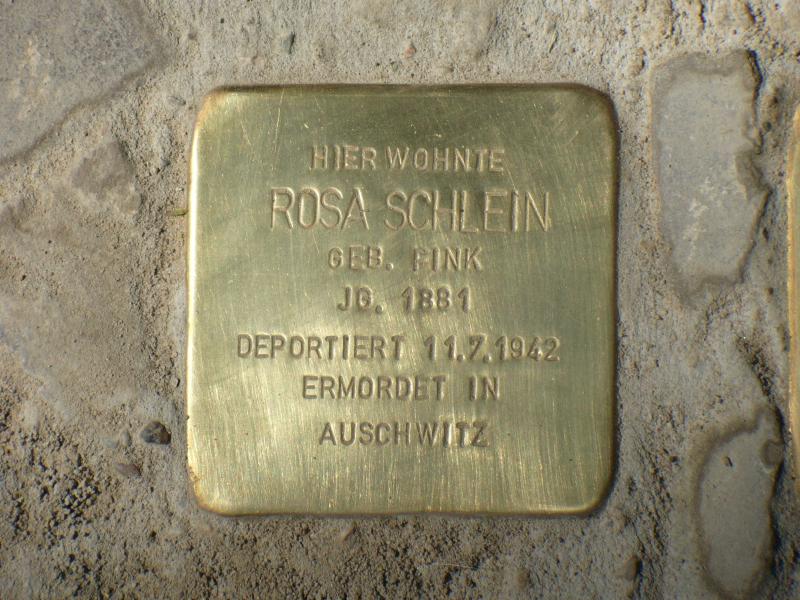 HIER WOHNTE
ROSA SCHLEIN
GEB. FINK
JG. 1881
DEPORTIERT 11.7.1942
ERMORDET IN
AUSCHWITZ